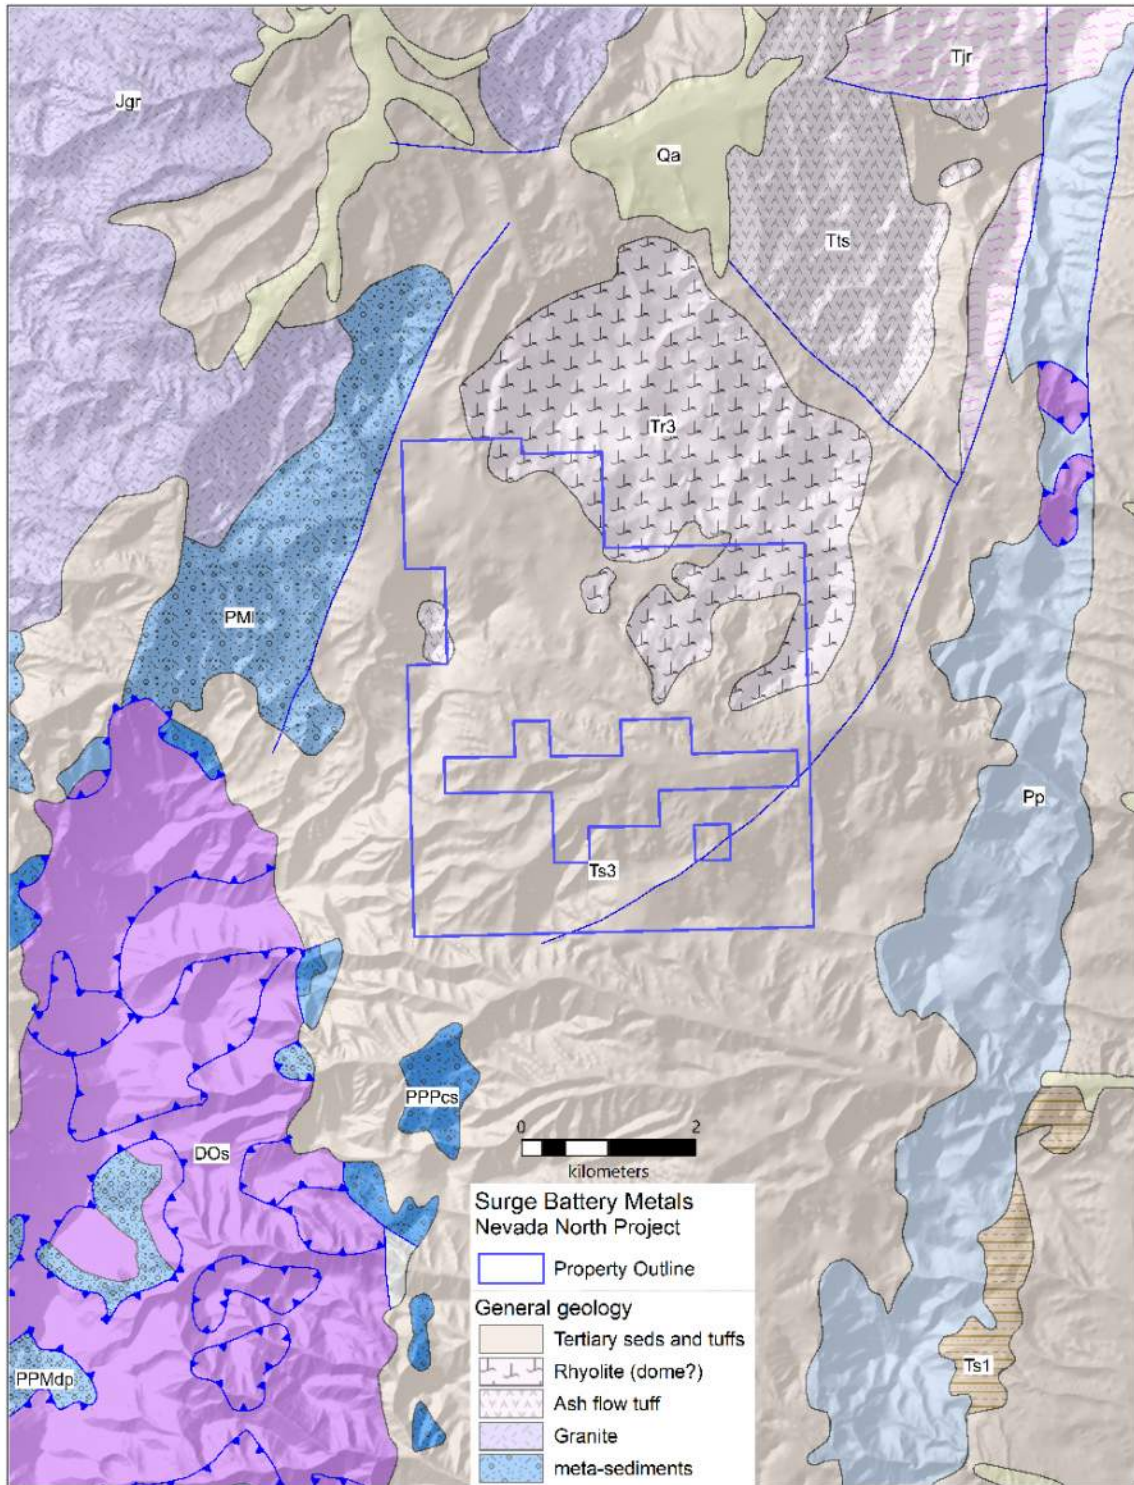 Tjr
Jgr
Qa
Tts
Tr3
PMl
Pp
Ts3
PPPcs
0 2
kilometers
DOs
Surge Battery Metals
Nevada North Project
Property Outline
General geology
Tertiary seds and tuffs
Rhyolite (dome?)
Ash flow tuff
Granite
meta-sediments
PPMdp
Ts1